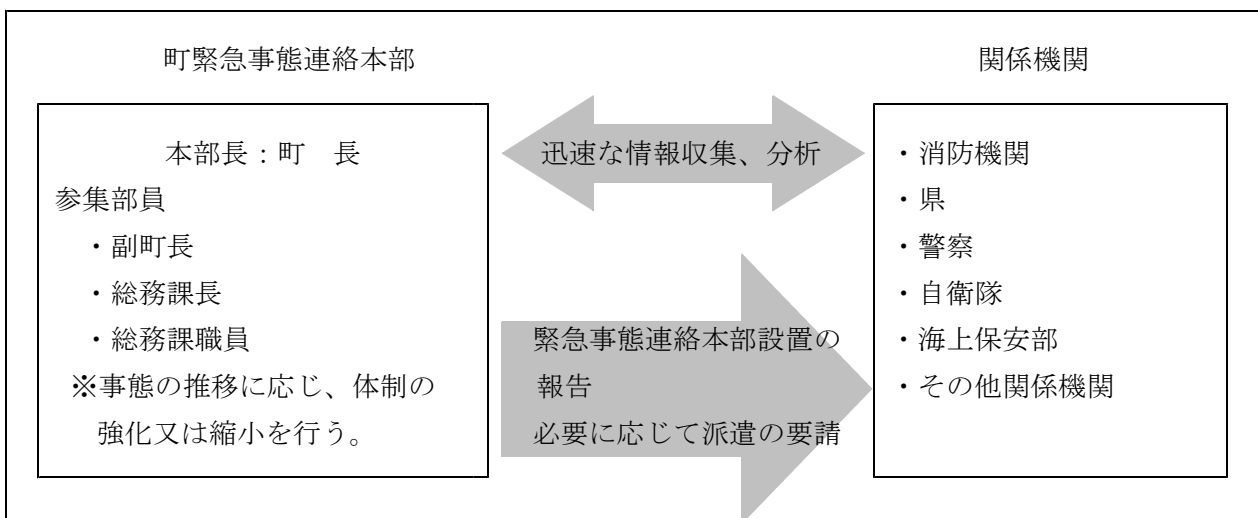 町緊急事態連絡本部
本部長：町　長
参集部員
・副町長
・総務課長
・総務課職員
※事態の推移に応じ、体制の
強化又は縮小を行う。
迅速な情報収集、分析
緊急事態連絡本部設置の
報告
必要に応じて派遣の要請
関係機関
・消防機関
・県
・警察
・自衛隊
・海上保安部
・その他関係機関